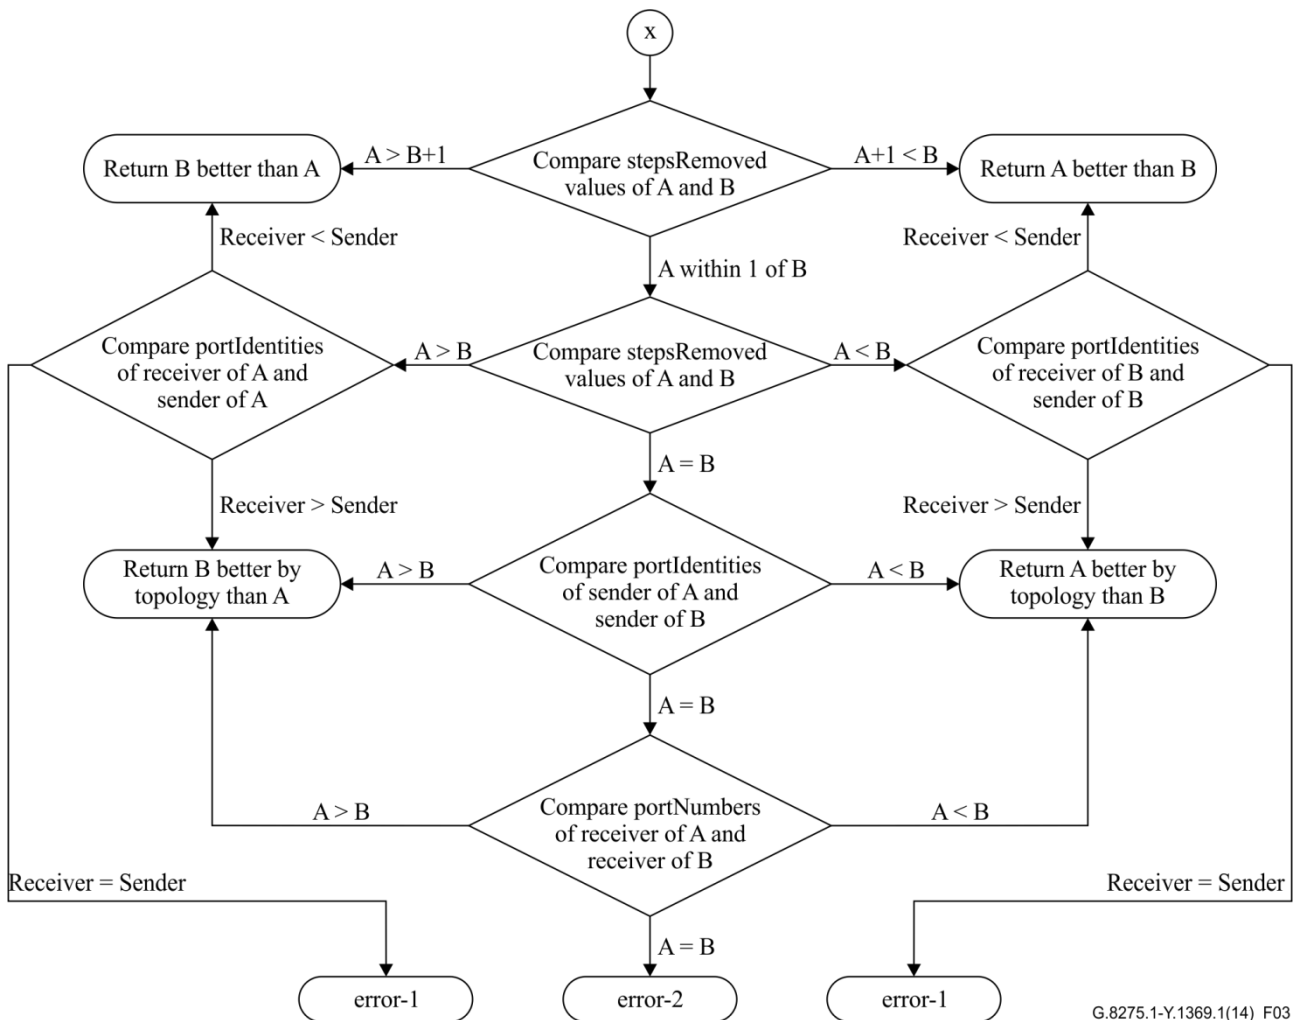 x
Compare stepsRemoved
values of A and B
A > B+1
Return B better than A
A+1 < B
Return A better than B
Receiver < Sender
Receiver < Sender
A within 1 of B
Compare stepsRemoved
values of A and B
A > B
Compare portIdentities
of receiver of A and
sender of A
A < B
Compare portIdentities
of receiver of B and
sender of B
A = B
Receiver > Sender
Receiver > Sender
Compare portIdentities
of sender of A and
sender of B
A > B
Return B better by
topology than A
A < B
Return A better by
topology than B
A = B
Compare portNumbers
of receiver of A and
receiver of B
A > B
A < B
Receiver = Sender
Receiver = Sender
A = B
error-1
error-2
error-1
G.8275.1-Y.1369.1(14)_F03